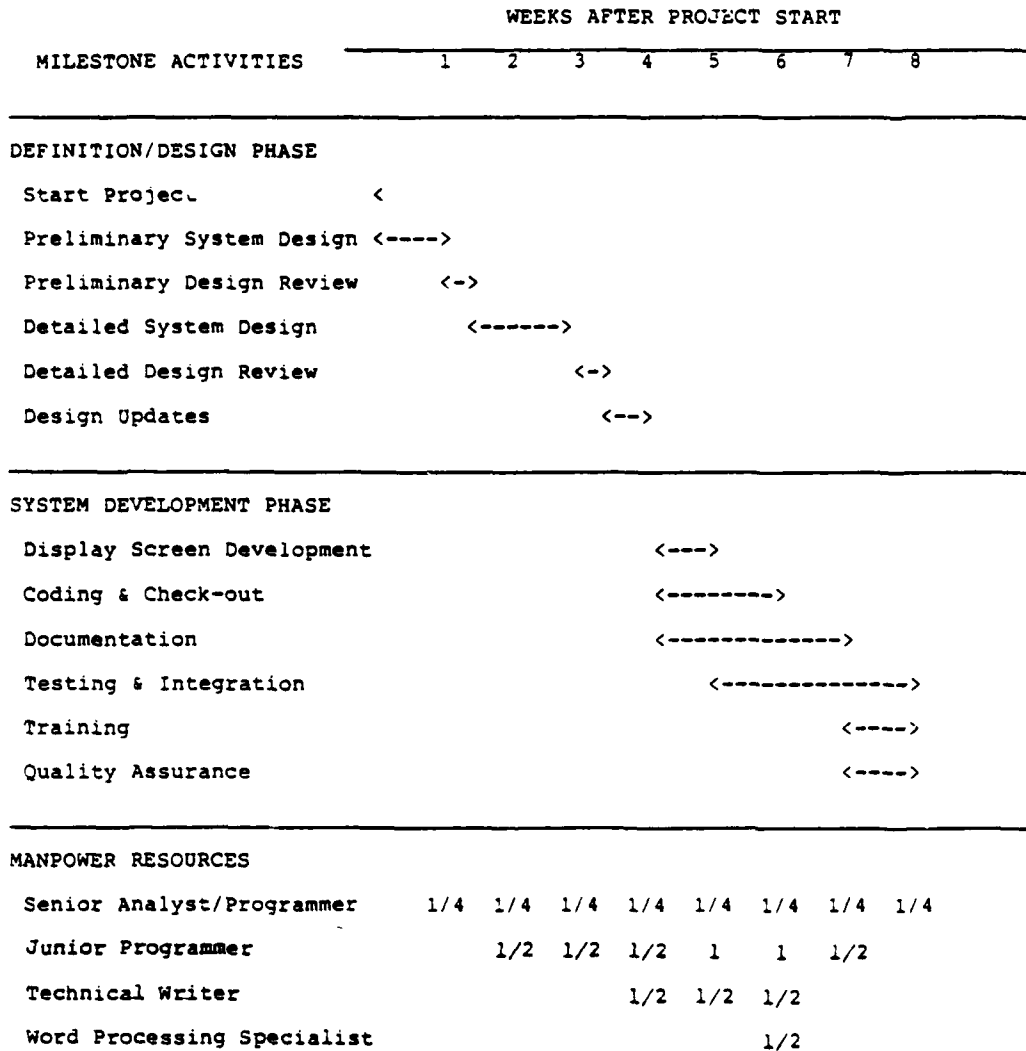 WEEKS AFTER PROJECT START
MILESTONE ACTIVITIES 1 2 3 4 5 6 7 8
DEFINITION/DESIGN PHASE
Start Project <
Preliminary System Design <---->
Preliminary Design Review <->
Detailed System Design <------>
Detailed Design Review <->
Design Updates <-->
SYSTEM DEVELOPMENT PHASE
Display Screen Development <--->
Coding & Check-out <-------->
Documentation <------------->
Testing & Integration <-------------->
Training <---->
Quality Assurance <---->
MANPOWER RESOURCES
Senior Analyst/Programmer 1/4 1/4 1/4 1/4 1/4 1/4 1/4 1/4
Junior Programmer 1/2 1/2 1/2 1 1 1/2
Technical Writer 1/2 1/2 1/2
Word Processing Specialist 1/2